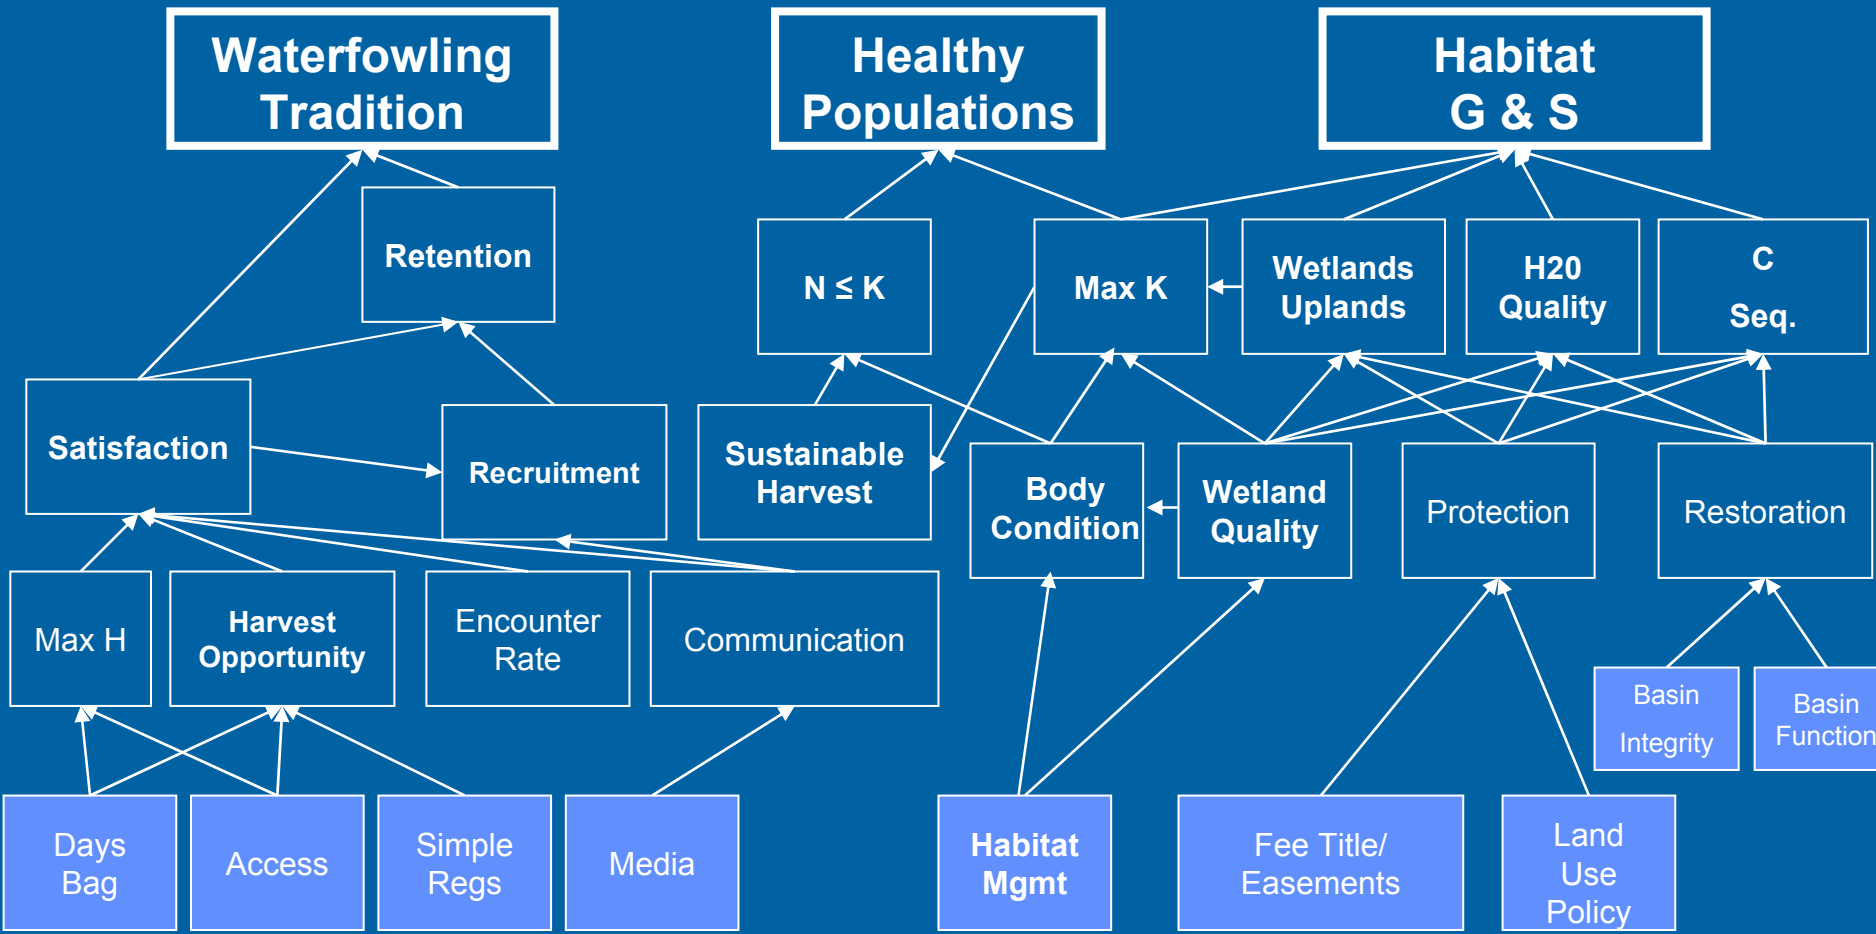 Waterfowling
Tradition
Healthy
Populations
Habitat
G & S
Retention
N ≤ K
Max K
Wetlands
Uplands
H20
Quality
C
Seq.
Satisfaction
Recruitment
Sustainable
Harvest
Body
Condition
Wetland
Quality
Protection
Restoration
Max H
Harvest
Opportunity
Encounter
Rate
Communication
Basin
Integrity
Basin
Function
Days
Bag
Access
Simple
Regs
Media
Habitat
Mgmt
Fee Title/
Easements
Land
Use
Policy